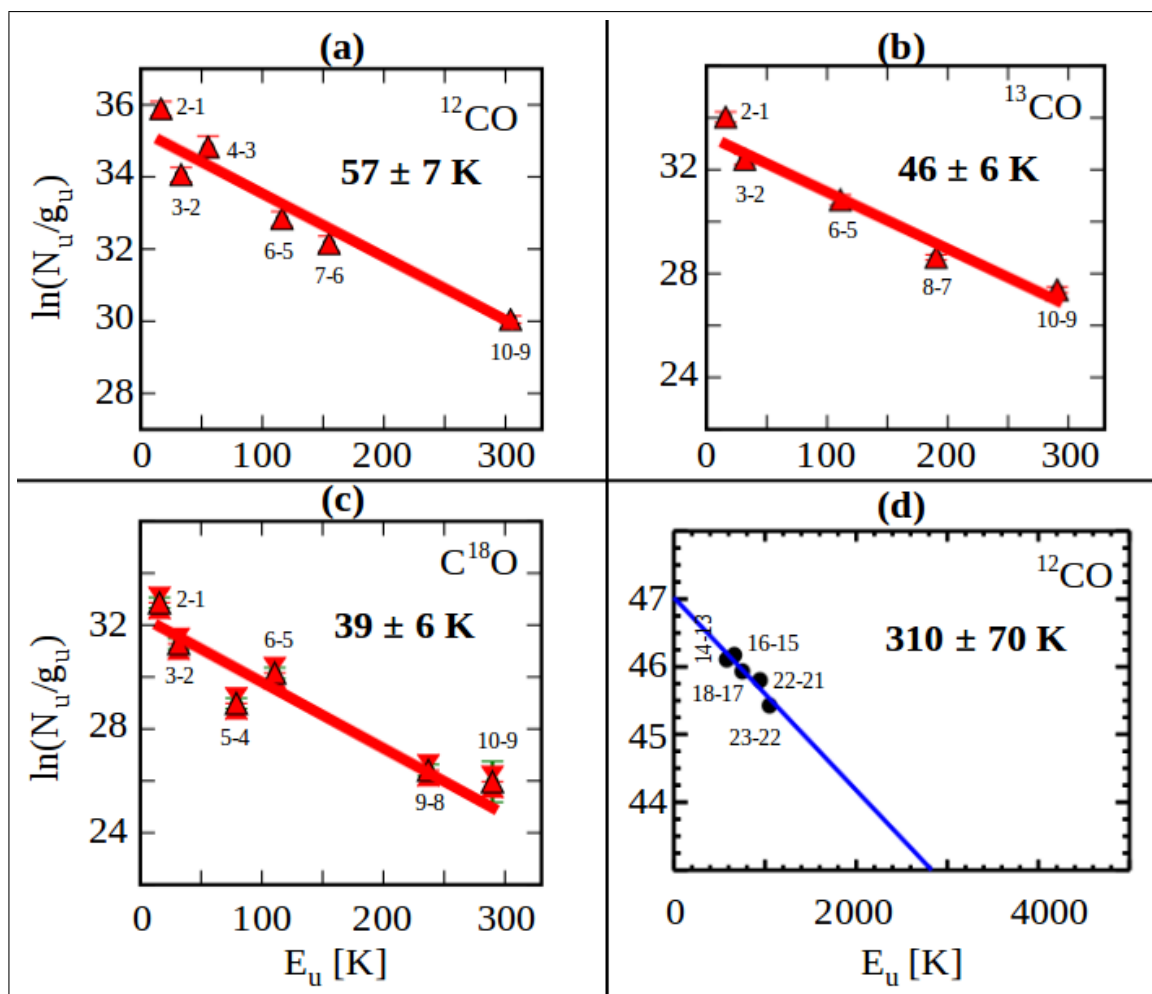 (a)
¹²CO
57 ± 7 K
2-1
3-2
4-3
6-5
7-6
10-9
ln(Nᵤ/gᵤ)
36
34
32
30
28
0 100 200 300
(b)
¹³CO
46 ± 6 K
2-1
3-2
6-5
8-7
10-9
32
28
24
0 100 200 300
(c)
C¹⁸O
39 ± 6 K
2-1
3-2
5-4
6-5
9-8
10-9
ln(Nᵤ/gᵤ)
32
28
24
0 100 200 300
Eᵤ [K]
(d)
¹²CO
310 ± 70 K
14-13
16-15
18-17
22-21
23-22
47
46
45
44
0 2000 4000
Eᵤ [K]